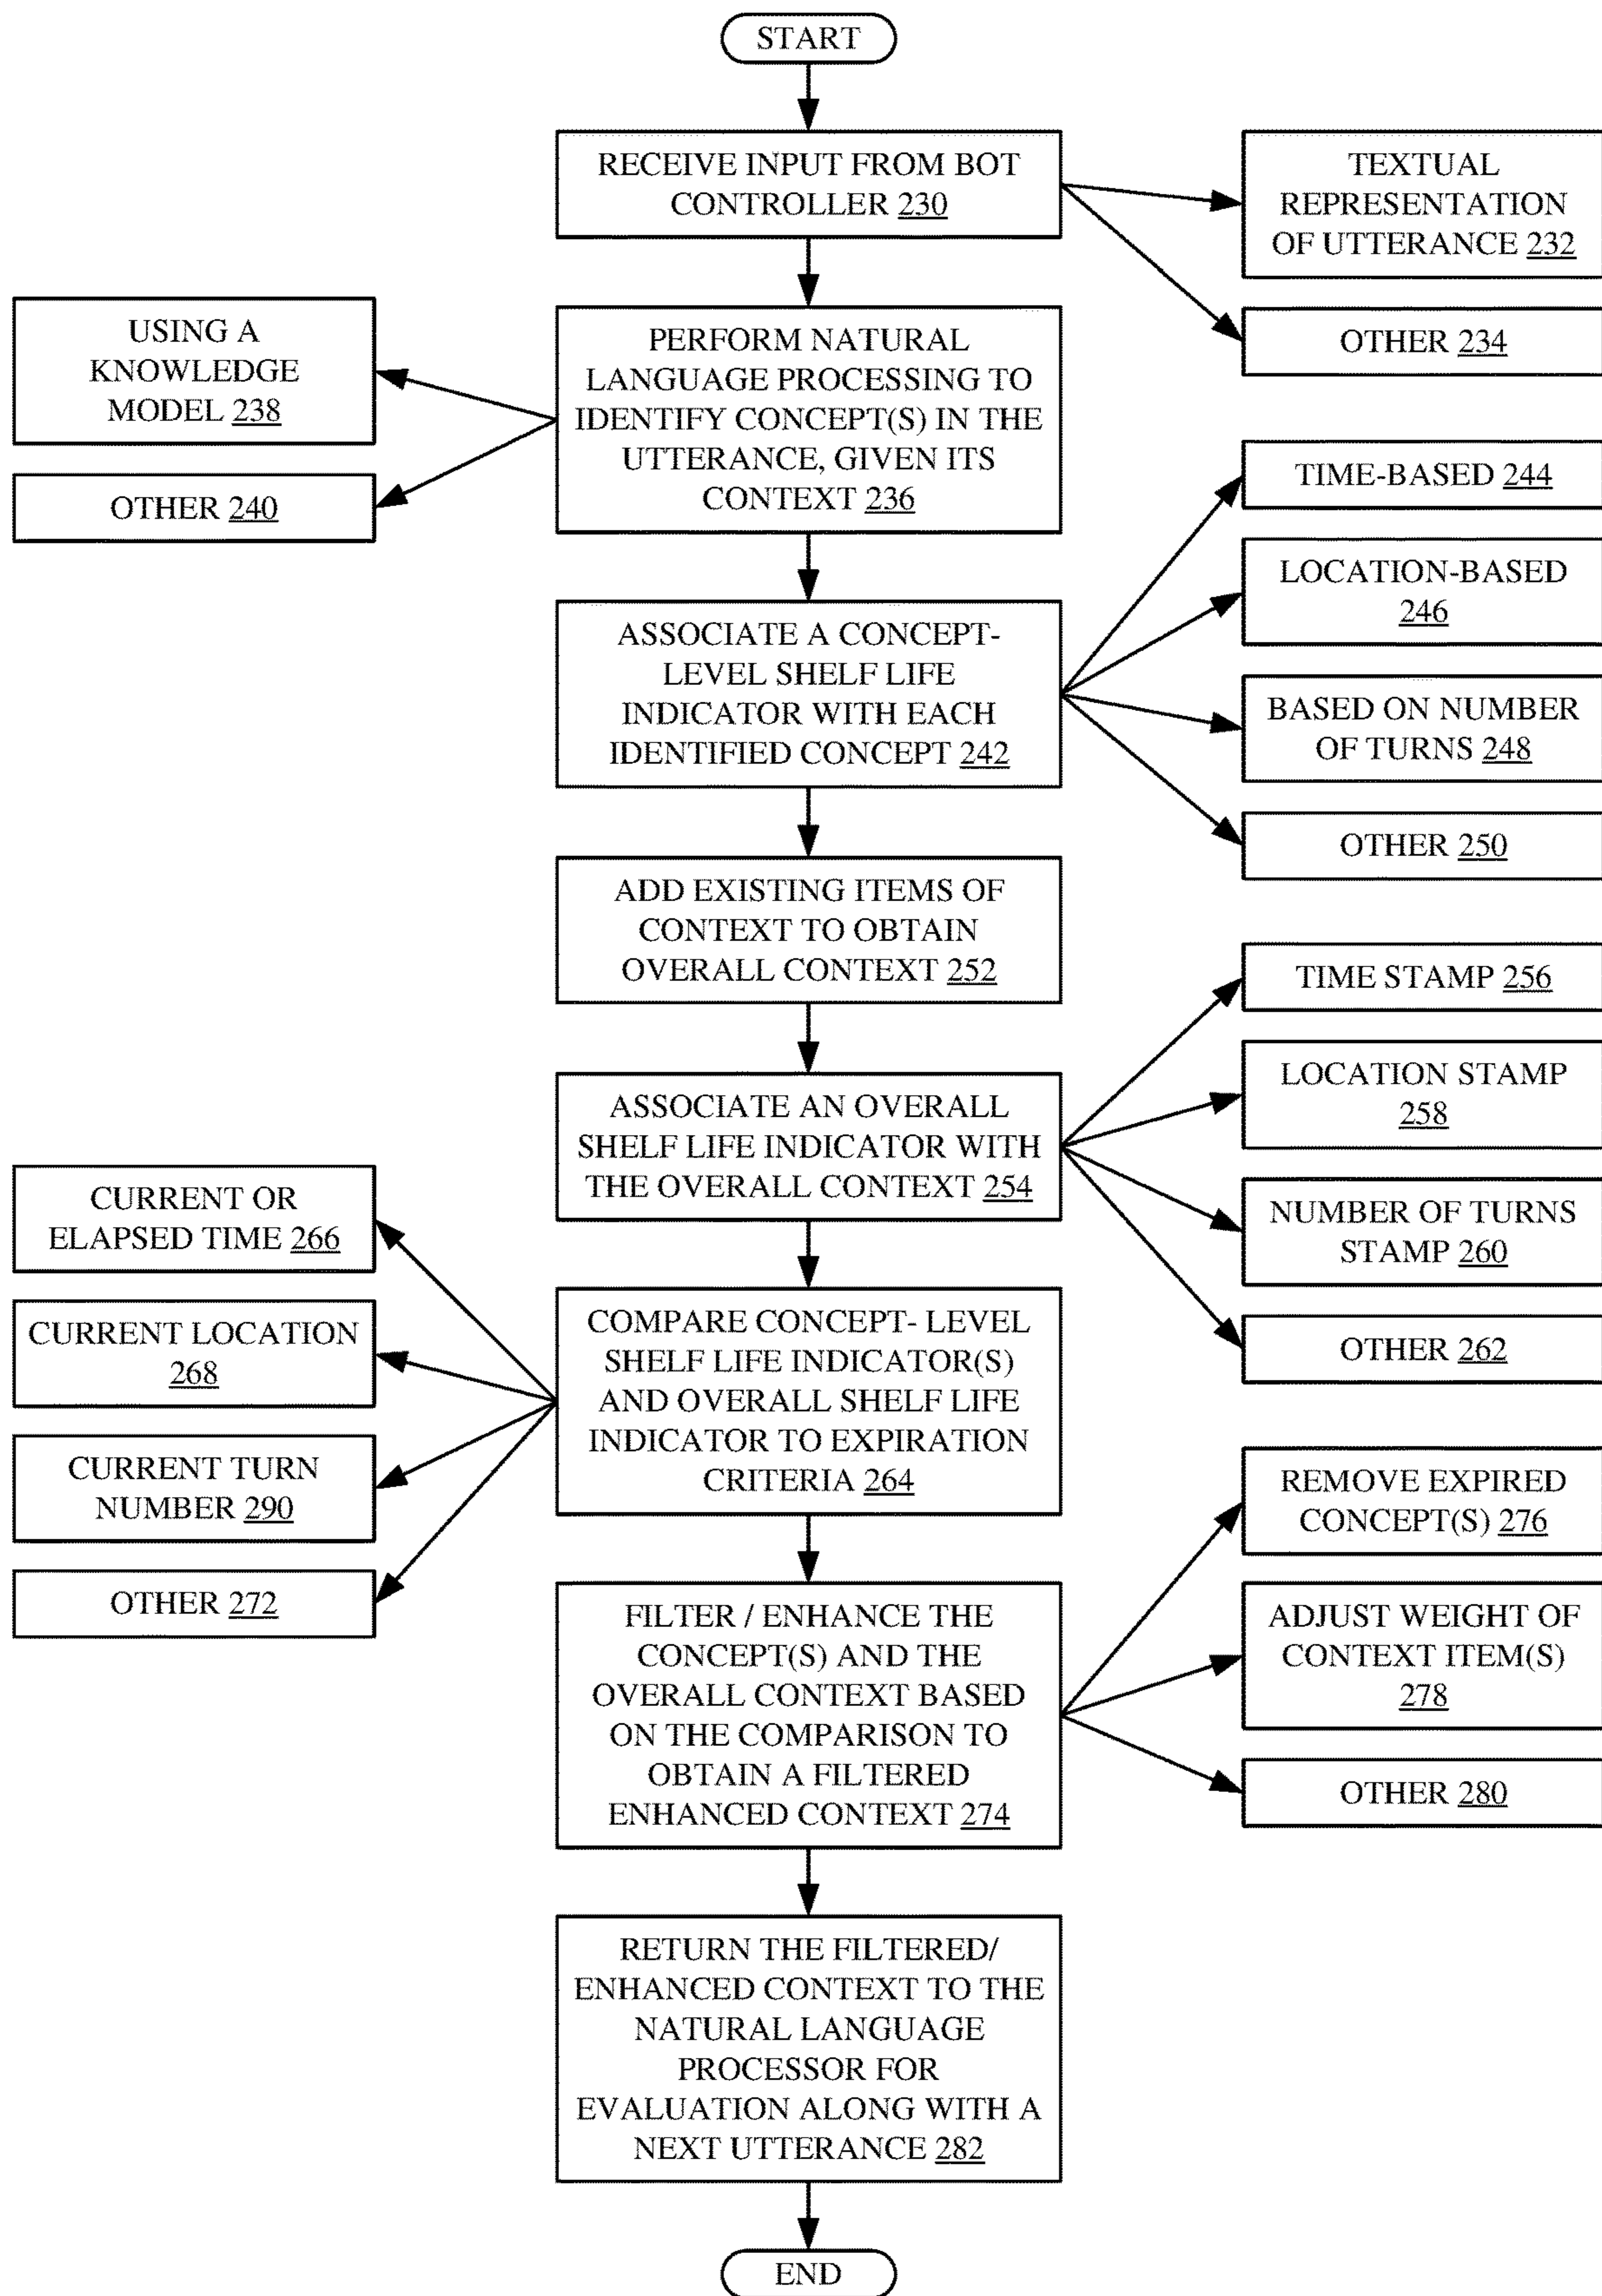 START
RECEIVE INPUT FROM BOT
CONTROLLER 230
TEXTUAL
REPRESENTATION
OF UTTERANCE 232
OTHER 234
PERFORM NATURAL
LANGUAGE PROCESSING TO
IDENTIFY CONCEPT(S) IN THE
UTTERANCE, GIVEN ITS
CONTEXT 236
USING A
KNOWLEDGE
MODEL 238
OTHER 240
ASSOCIATE A CONCEPT-
LEVEL SHELF LIFE
INDICATOR WITH EACH
IDENTIFIED CONCEPT 242
TIME-BASED 244
LOCATION-BASED
246
BASED ON NUMBER
OF TURNS 248
OTHER 250
ADD EXISTING ITEMS OF
CONTEXT TO OBTAIN
OVERALL CONTEXT 252
ASSOCIATE AN OVERALL
SHELF LIFE INDICATOR WITH
THE OVERALL CONTEXT 254
TIME STAMP 256
LOCATION STAMP
258
NUMBER OF TURNS
STAMP 260
OTHER 262
COMPARE CONCEPT- LEVEL
SHELF LIFE INDICATOR(S)
AND OVERALL SHELF LIFE
INDICATOR TO EXPIRATION
CRITERIA 264
CURRENT OR
ELAPSED TIME 266
CURRENT LOCATION
268
CURRENT TURN
NUMBER 290
OTHER 272
FILTER / ENHANCE THE
CONCEPT(S) AND THE
OVERALL CONTEXT BASED
ON THE COMPARISON TO
OBTAIN A FILTERED
ENHANCED CONTEXT 274
REMOVE EXPIRED
CONCEPT(S) 276
ADJUST WEIGHT OF
CONTEXT ITEM(S)
278
OTHER 280
RETURN THE FILTERED/
ENHANCED CONTEXT TO THE
NATURAL LANGUAGE
PROCESSOR FOR
EVALUATION ALONG WITH A
NEXT UTTERANCE 282
END